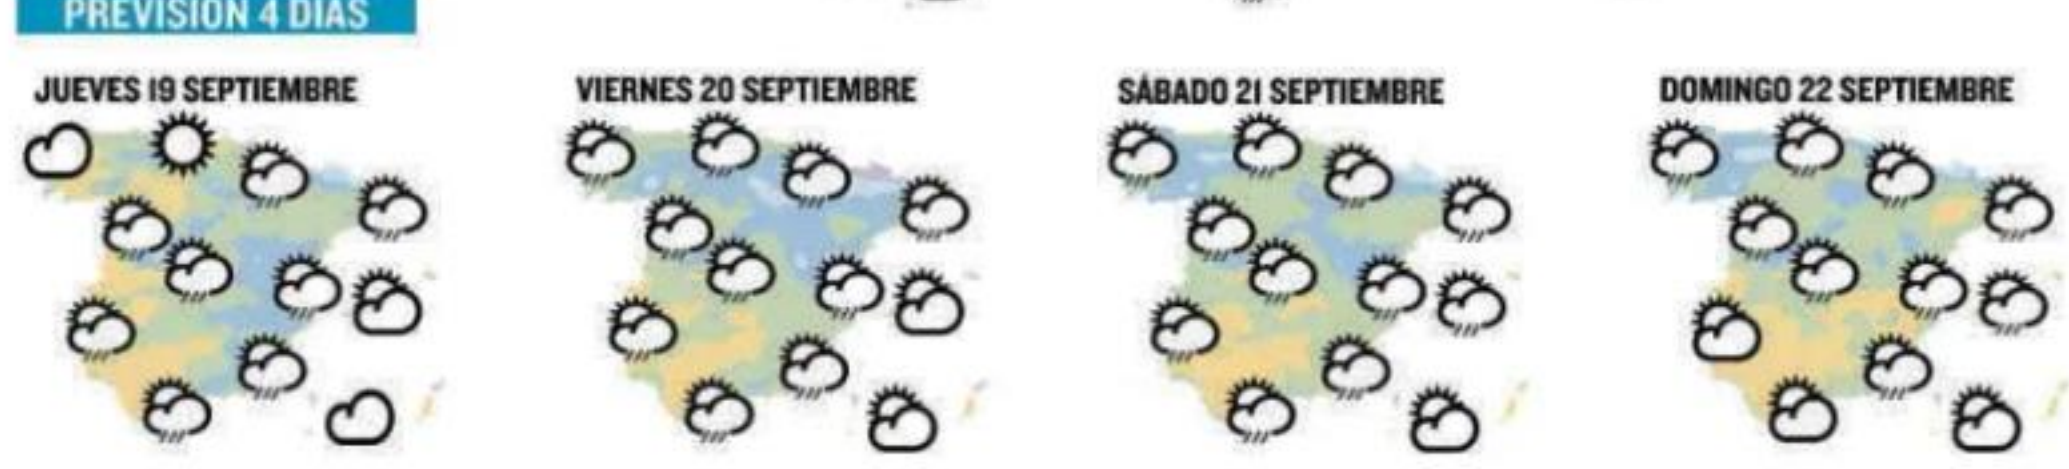 PREVISIÓN 4 DÍAS
JUEVES 19 SEPTIEMBRE
VIERNES 20 SEPTIEMBRE
SÁBADO 21 SEPTIEMBRE
DOMINGO 22 SEPTIEMBRE